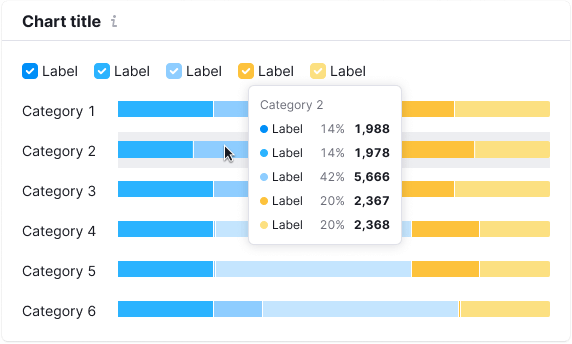 Chart title i
Label Label Label Label Label
Category 1
Category 2
Category 3
Category 4
Category 5
Category 6
Category 2
Label 14% 1,988
Label 14% 1,978
Label 42% 5,666
Label 20% 2,367
Label 20% 2,368